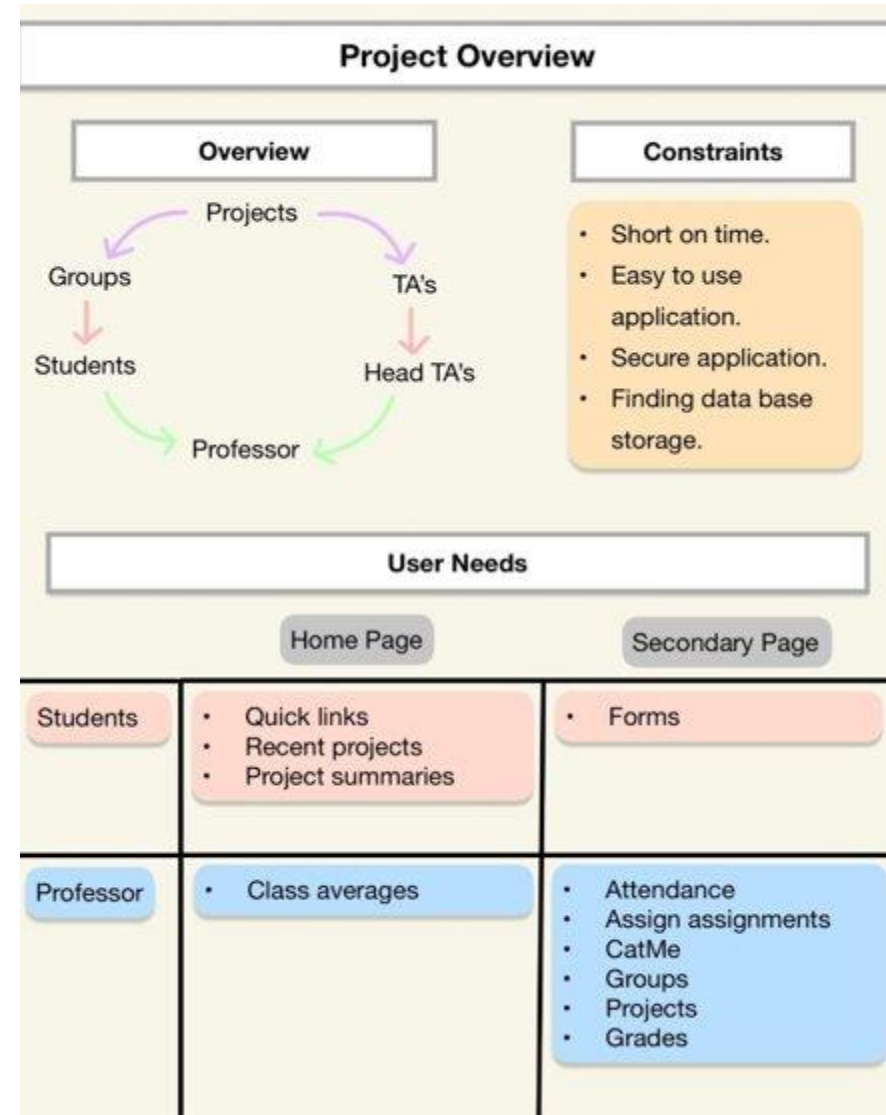 Project Overview
Overview
Constraints
Projects
Groups
TA's
Students
Head TA's
Professor
• Short on time.
• Easy to use
application.
• Secure application.
• Finding data base
storage.
User Needs
Home Page
Secondary Page
Students
• Quick links
• Recent projects
• Project summaries
• Forms
Professor
• Class averages
• Attendance
• Assign assignments
• CatMe
• Groups
• Projects
• Grades